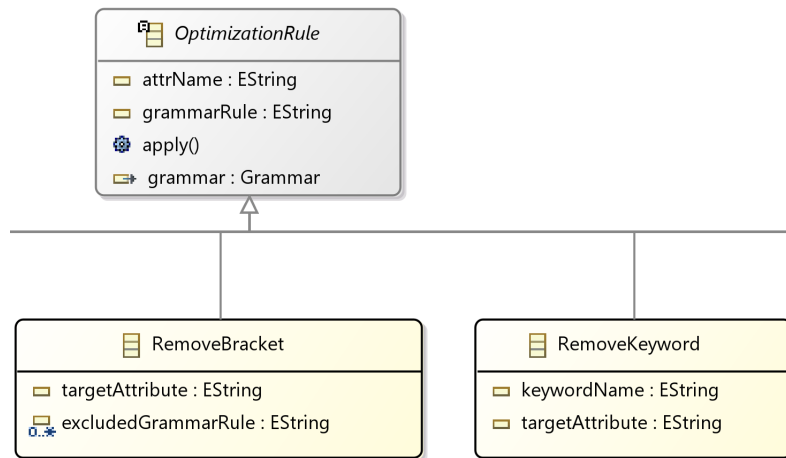 OptimizationRule
attrName : EString
grammarRule : EString
apply()
grammar : Grammar
RemoveBracket
targetAttribute : EString
0..*
excludedGrammarRule : EString
RemoveKeyword
keywordName : EString
targetAttribute : EString